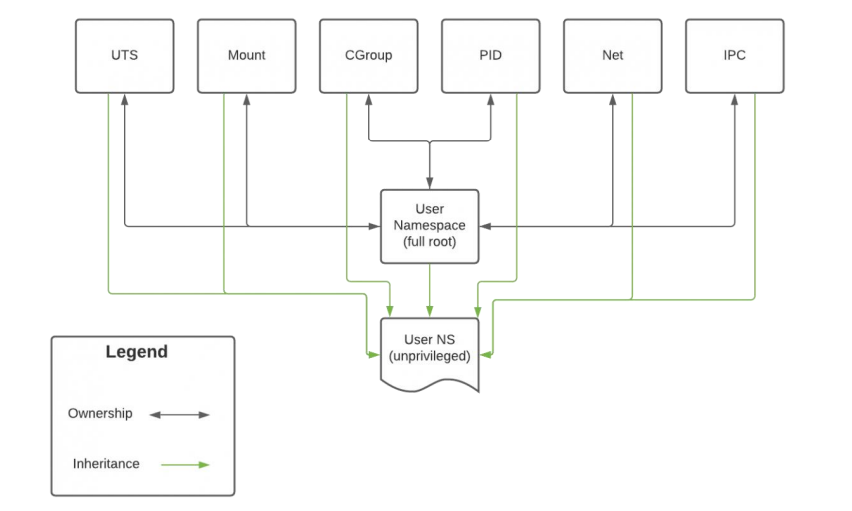 UTS
Mount
CGroup
PID
Net
IPC
User
Namespace
(full root)
User NS
(unprivileged)
Legend
Ownership
Inheritance